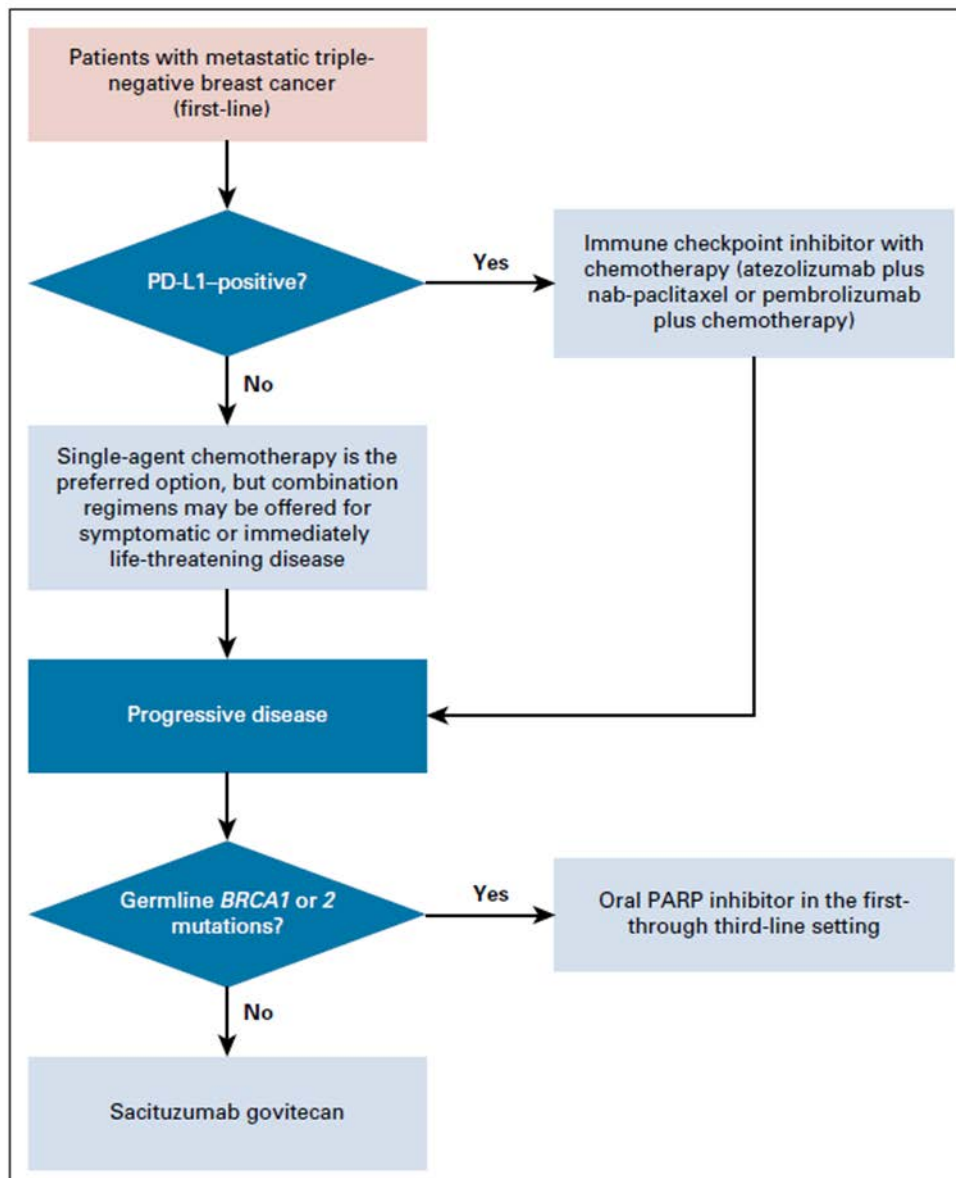 Patients with metastatic triple-
negative breast cancer
(first-line)
PD-L1–positive?
Yes
Immune checkpoint inhibitor with
chemotherapy (atezolizumab plus
nab-paclitaxel or pembrolizumab
plus chemotherapy)
No
Single-agent chemotherapy is the
preferred option, but combination
regimens may be offered for
symptomatic or immediately
life-threatening disease
Progressive disease
Germline BRCA1 or 2
mutations?
Yes
Oral PARP inhibitor in the first-
through third-line setting
No
Sacituzumab govitecan